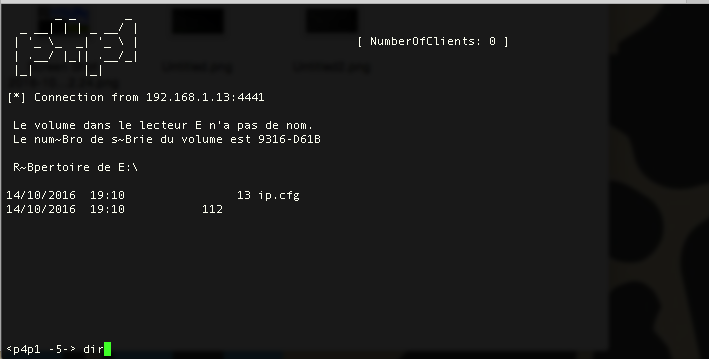 [ NumberOfClients: 0 ]
[*] Connection from 192.168.1.13:4441
Le volume dans le lecteur E n'a pas de nom.
Le num~Bro de s~Brie du volume est 9316-D61B
R~Bpertoire de E:\
14/10/2016  19:10                13 ip.cfg
14/10/2016  19:10           112
<p4p1 -5-> dir